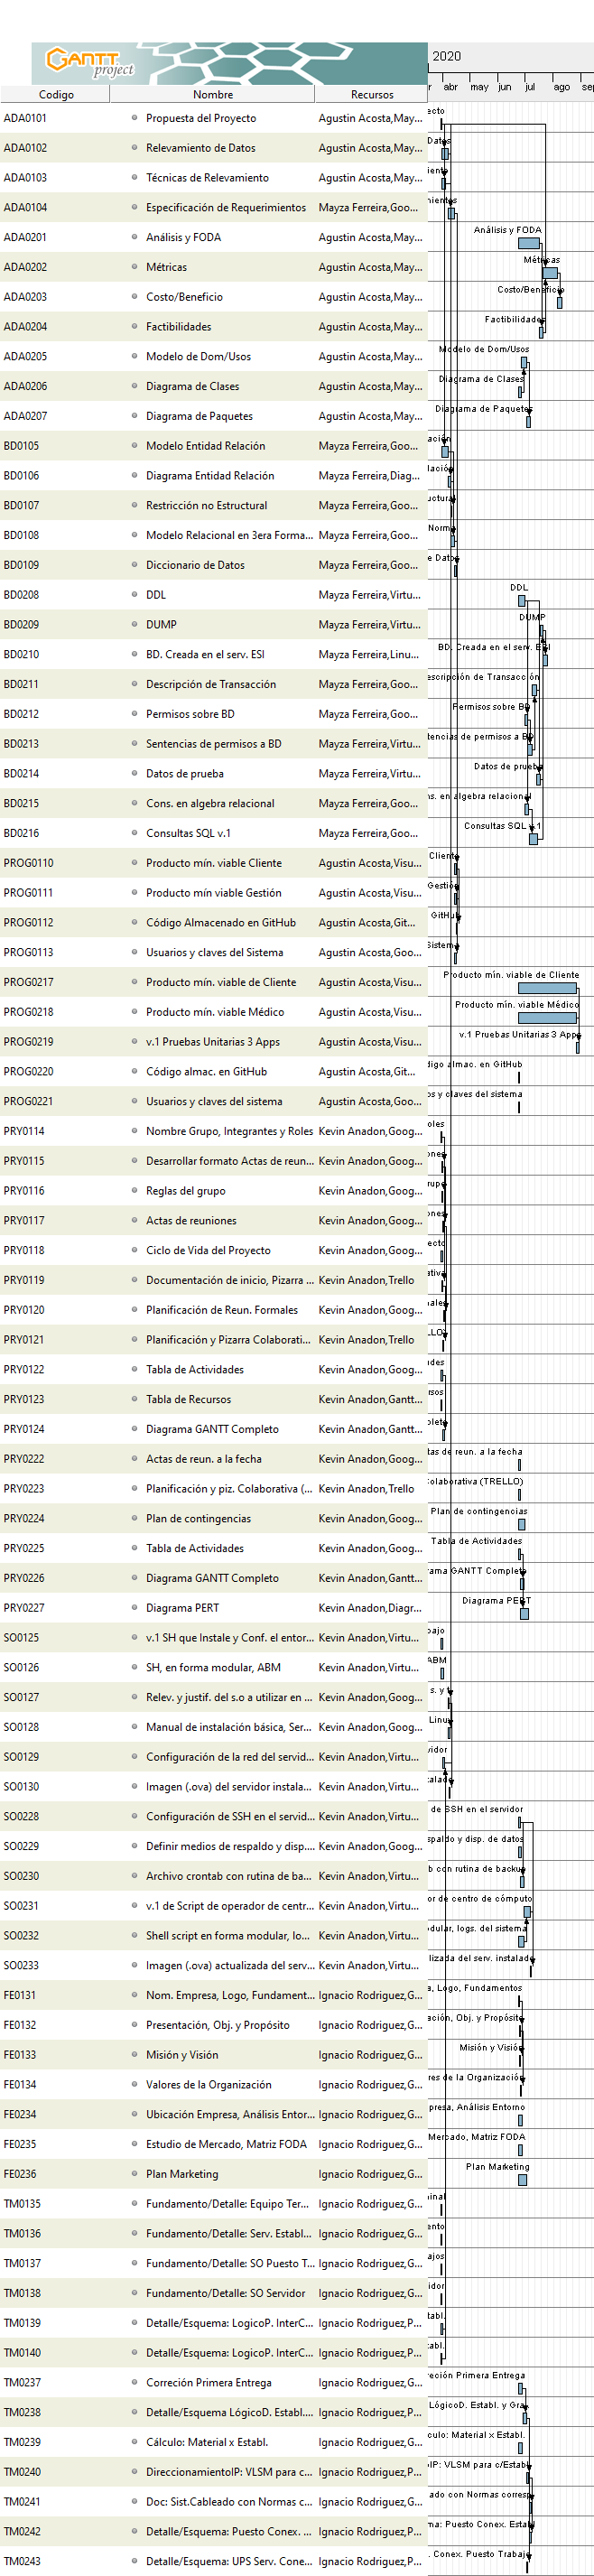 GANTT project
2020
Codigo Nombre Recursos
r abr may jun jul ago sep
ADA0101 Propuesta del Proyecto Agustin Acosta,May... ecto
ADA0102 Relevamiento de Datos Agustin Acosta,May... Datos
ADA0103 Técnicas de Relevamiento Agustin Acosta,May... iento
ADA0104 Especificación de Requerimientos Mayza Ferreira,Goo... mientos
ADA0201 Análisis y FODA Agustin Acosta,May... Análisis y FODA
ADA0202 Métricas Agustin Acosta,May... Métricas
ADA0203 Costo/Beneficio Agustin Acosta,May... Costo/Beneficio
ADA0204 Factibilidades Agustin Acosta,May... Factibilidades
ADA0205 Modelo de Dom/Usos Agustin Acosta,May... Modelo de Dom/Usos
ADA0206 Diagrama de Clases Agustin Acosta,May... Diagrama de Clases
ADA0207 Diagrama de Paquetes Agustin Acosta,May... Diagrama de Paquetes
BD0105 Modelo Entidad Relación Mayza Ferreira,Goo... lación
BD0106 Diagrama Entidad Relación Mayza Ferreira,Diag... lación
BD0107 Restricción no Estructural Mayza Ferreira,Goo... uctural
BD0108 Modelo Relacional en 3era Forma... Mayza Ferreira,Goo... Norma
BD0109 Diccionario de Datos Mayza Ferreira,Goo... e Datos
BD0208 DDL Mayza Ferreira,Virtu... DDL
BD0209 DUMP Mayza Ferreira,Virtu... DUMP
BD0210 BD. Creada en el serv. ESI Mayza Ferreira,Linu... BD. Creada en el serv. ESI
BD0211 Descripción de Transacción Mayza Ferreira,Goo... escripción de Transacción
BD0212 Permisos sobre BD Mayza Ferreira,Goo... Permisos sobre BD
BD0213 Sentencias de permisos a BD Mayza Ferreira,Virtu... tencias de permisos a BD
BD0214 Datos de prueba Mayza Ferreira,Virtu... Datos de prueba
BD0215 Cons. en algebra relacional Mayza Ferreira,Goo... ns. en algebra relacional
BD0216 Consultas SQL v.1 Mayza Ferreira,Goo... Consultas SQL v.1
PROG0110 Producto mín. viable Cliente Agustin Acosta,Visu... Cliente
PROG0111 Producto mín viable Gestión Agustin Acosta,Visu... Gestión
PROG0112 Código Almacenado en GitHub Agustin Acosta,Git... GitHub
PROG0113 Usuarios y claves del Sistema Agustin Acosta,Goo... Sistema
PROG0217 Producto mín. viable de Cliente Agustin Acosta,Visu... Producto mín. viable de Cliente
PROG0218 Producto mín. viable Médico Agustin Acosta,Visu... Producto mín. viable Médico
PROG0219 v.1 Pruebas Unitarias 3 Apps Agustin Acosta,Visu... v.1 Pruebas Unitarias 3 Apps
PROG0220 Código almac. en GitHub Agustin Acosta,Git... ódigo almac. en GitHub
PROG0221 Usuarios y claves del sistema Agustin Acosta,Goo... os y claves del sistema
PRY0114 Nombre Grupo, Integrantes y Roles Kevin Anadon,Goog... oles
PRY0115 Desarrollar formato Actas de reun... Kevin Anadon,Goog... ones
PRY0116 Reglas del grupo Kevin Anadon,Goog... rupo
PRY0117 Actas de reuniones Kevin Anadon,Goog... ones
PRY0118 Ciclo de Vida del Proyecto Kevin Anadon,Goog... ecto
PRY0119 Documentación de inicio, Pizarra ... Kevin Anadon,Trello ativa
PRY0120 Planificación de Reun. Formales Kevin Anadon,Goog... nales
PRY0121 Planificación y Pizarra Colaborati... Kevin Anadon,Trello LLO)
PRY0122 Tabla de Actividades Kevin Anadon,Goog... des
PRY0123 Tabla de Recursos Kevin Anadon,Gantt... rsos
PRY0124 Diagrama GANTT Completo Kevin Anadon,Gantt... pleto
PRY0222 Actas de reun. a la fecha Kevin Anadon,Goog... tas de reun. a la fecha
PRY0223 Planificación y piz. Colaborativa (... Kevin Anadon,Trello Colaborativa (TRELLO)
PRY0224 Plan de contingencias Kevin Anadon,Goog... Plan de contingencias
PRY0225 Tabla de Actividades Kevin Anadon,Goog... Tabla de Actividades
PRY0226 Diagrama GANTT Completo Kevin Anadon,Gantt... rama GANTT Completo
PRY0227 Diagrama PERT Kevin Anadon,Diagr... Diagrama PERT
SO0125 v.1 SH que Instale y Conf. el entor... Kevin Anadon,Virtu... bajo
SO0126 SH, en forma modular, ABM Kevin Anadon,Virtu... ABM
SO0127 Relev. y justif. del s.o a utilizar en ... Kevin Anadon,Goog... s. y t
SO0128 Manual de instalación básica, Ser... Kevin Anadon,Goog... Linux
SO0129 Configuración de la red del servid... Kevin Anadon,Virtu... vidor
SO0130 Imagen (.ova) del servidor instala... Kevin Anadon,Virtu... talado
SO0228 Configuración de SSH en el servid... Kevin Anadon,Virtu... de SSH en el servidor
SO0229 Definir medios de respaldo y disp.... Kevin Anadon,Goog... espaldo y disp. de datos
SO0230 Archivo crontab con rutina de ba... Kevin Anadon,Virtu... b con rutina de backup
SO0231 v.1 de Script de operador de centr... Kevin Anadon,Virtu... or de centro de cómputo
SO0232 Shell script en forma modular, lo... Kevin Anadon,Virtu... odular, logs. del sistema
SO0233 Imagen (.ova) actualizada del serv... Kevin Anadon,Virtu... lizada del serv. instalado
FE0131 Nom. Empresa, Logo, Fundament... Ignacio Rodriguez,G... a, Logo, Fundamentos
FE0132 Presentación, Obj. y Propósito Ignacio Rodriguez,G... ación, Obj. y Propósito
FE0133 Misión y Visión Ignacio Rodriguez,G... Misión y Visión
FE0134 Valores de la Organización Ignacio Rodriguez,G... res de la Organización
FE0234 Ubicación Empresa, Análisis Entor... Ignacio Rodriguez,G... presa, Análisis Entorno
FE0235 Estudio de Mercado, Matriz FODA Ignacio Rodriguez,G... Mercado, Matriz FODA
FE0236 Plan Marketing Ignacio Rodriguez,G... Plan Marketing
TM0135 Fundamento/Detalle: Equipo Ter... Ignacio Rodriguez,G... inal
TM0136 Fundamento/Detalle: Serv. Establ... Ignacio Rodriguez,G... ento
TM0137 Fundamento/Detalle: SO Puesto T... Ignacio Rodriguez,G... ajos
TM0138 Fundamento/Detalle: SO Servidor Ignacio Rodriguez,G... idor
TM0139 Detalle/Esquema: LogicoP. InterC... Ignacio Rodriguez,P... tabl.
TM0140 Detalle/Esquema: LogicoP. InterC... Ignacio Rodriguez,P... tabl.
TM0237 Correción Primera Entrega Ignacio Rodriguez,G... reción Primera Entrega
TM0238 Detalle/Esquema LógicoD. Establ.... Ignacio Rodriguez,P... LógicoD. Establ. y Gra
TM0239 Cálculo: Material x Establ. Ignacio Rodriguez,G... culo: Material x Establ.
TM0240 DireccionamientoIP: VLSM para c... Ignacio Rodriguez,P... oIP: VLSM para c/Establ
TM0241 Doc: Sist.Cableado con Normas c... Ignacio Rodriguez,G... ado con Normas corresp
TM0242 Detalle/Esquema: Puesto Conex. ... Ignacio Rodriguez,P... ma: Puesto Conex. Establ
TM0243 Detalle/Esquema: UPS Serv. Cone... Ignacio Rodriguez,P... . Conex. Puesto Trabajo